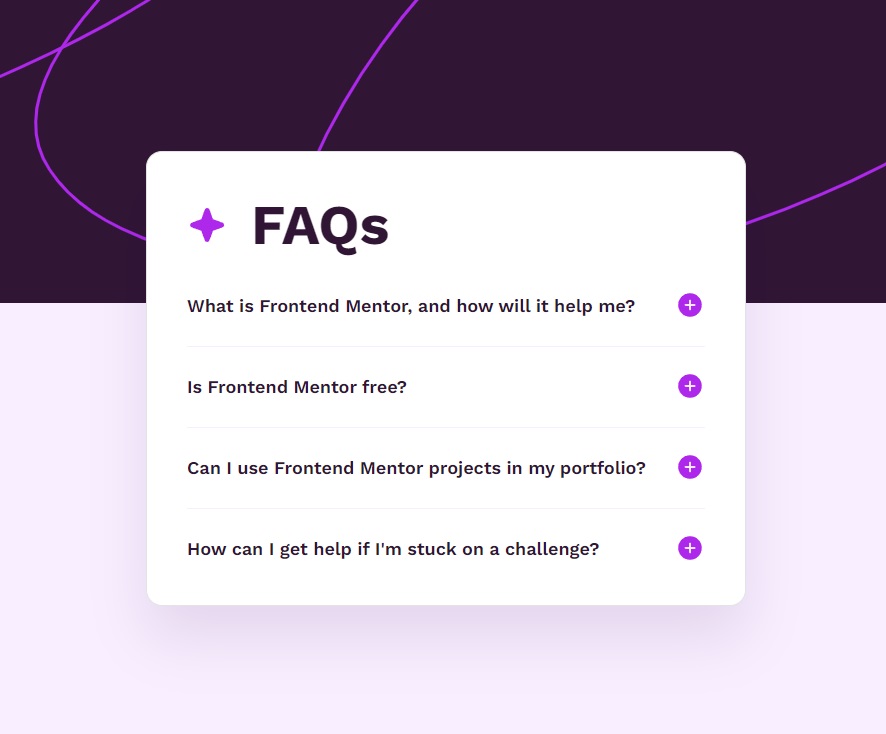 FAQs
What is Frontend Mentor, and how will it help me?
Is Frontend Mentor free?
Can I use Frontend Mentor projects in my portfolio?
How can I get help if I'm stuck on a challenge?